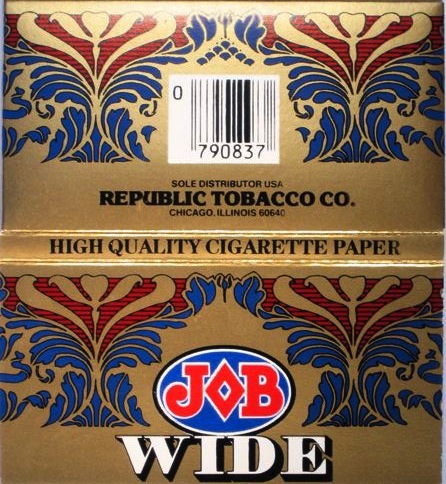 0
790837
SOLE DISTRIBUTOR USA
REPUBLIC TOBACCO CO.
CHICAGO, ILLINOIS 60640
HIGH QUALITY CIGARETTE PAPER
JOB
WIDE